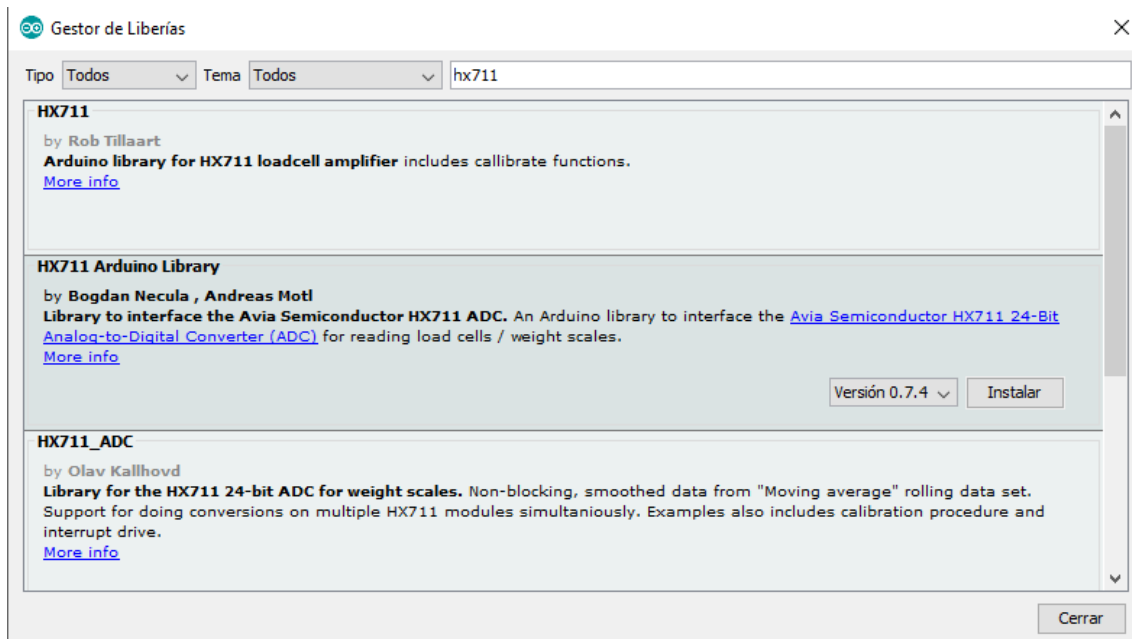 Gestor de Liberías
Tipo Todos Tema Todos hx711
HX711
by Rob Tillaart
Arduino library for HX711 loadcell amplifier includes callibrate functions.
More info
HX711 Arduino Library
by Bogdan Necula , Andreas Motl
Library to interface the Avia Semiconductor HX711 ADC. An Arduino library to interface the Avia Semiconductor HX711 24-Bit
Analog-to-Digital Converter (ADC) for reading load cells / weight scales.
More info
Versión 0.7.4 Instalar
HX711_ADC
by Olav Kallhovd
Library for the HX711 24-bit ADC for weight scales. Non-blocking, smoothed data from "Moving average" rolling data set.
Support for doing conversions on multiple HX711 modules simultaniously. Examples also includes calibration procedure and
interrupt drive.
More info
Cerrar